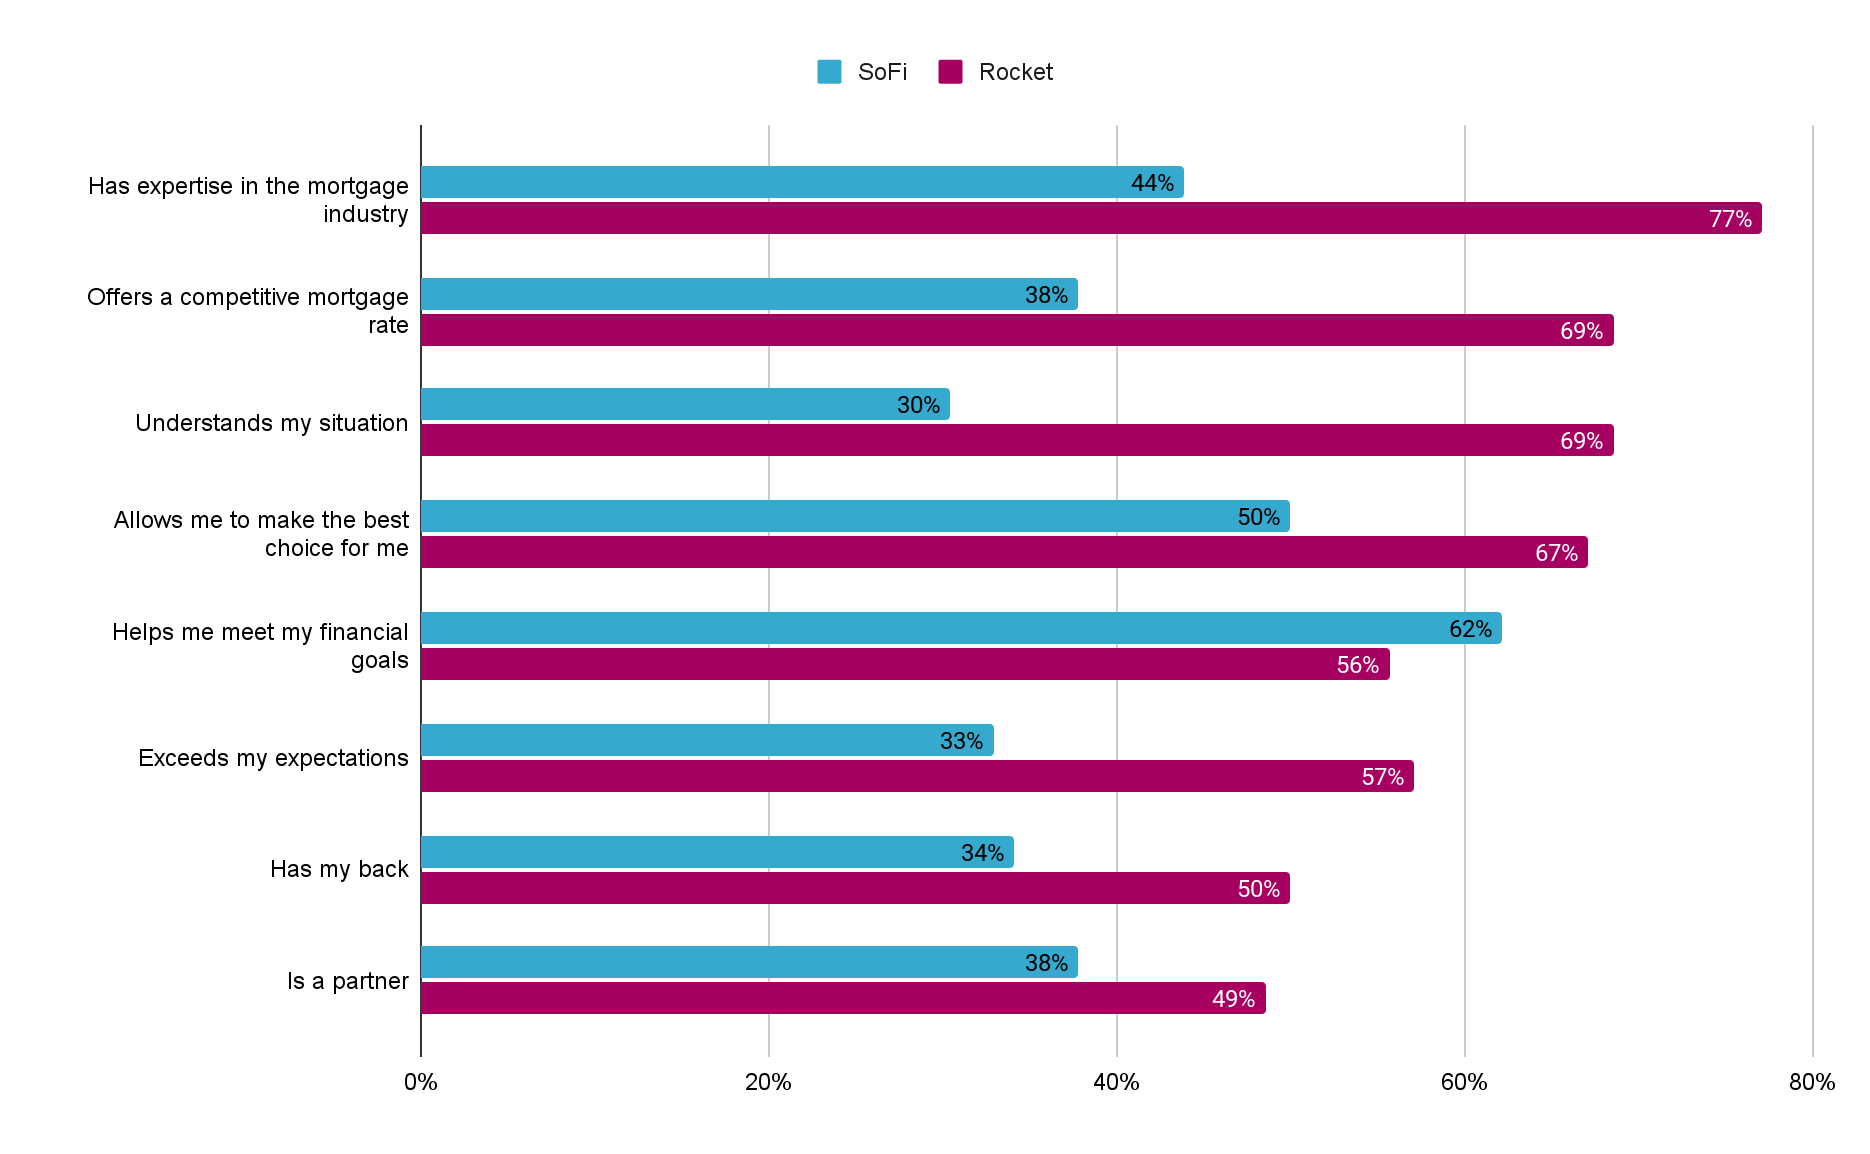 SoFi Rocket
Has expertise in the mortgage
industry
44%
77%
Offers a competitive mortgage
rate
38%
69%
Understands my situation
30%
69%
Allows me to make the best
choice for me
50%
67%
Helps me meet my financial
goals
62%
56%
Exceeds my expectations
33%
57%
Has my back
34%
50%
Is a partner
38%
49%
0% 20% 40% 60% 80%